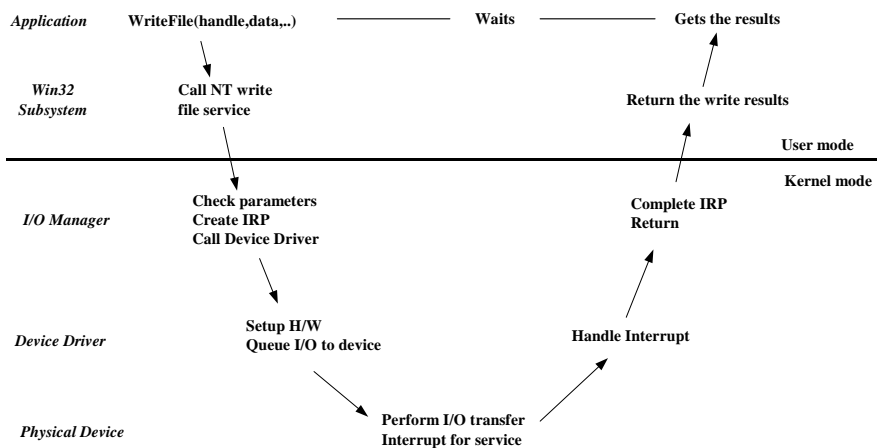 Application WriteFile(handle,data,..) Waits Gets the results
Win32 Subsystem
Call NT write
file service
Return the write results
User mode
Kernel mode
I/O Manager
Check parameters
Create IRP
Call Device Driver
Complete IRP
Return
Device Driver
Setup H/W
Queue I/O to device
Handle Interrupt
Physical Device
Perform I/O transfer
Interrupt for service